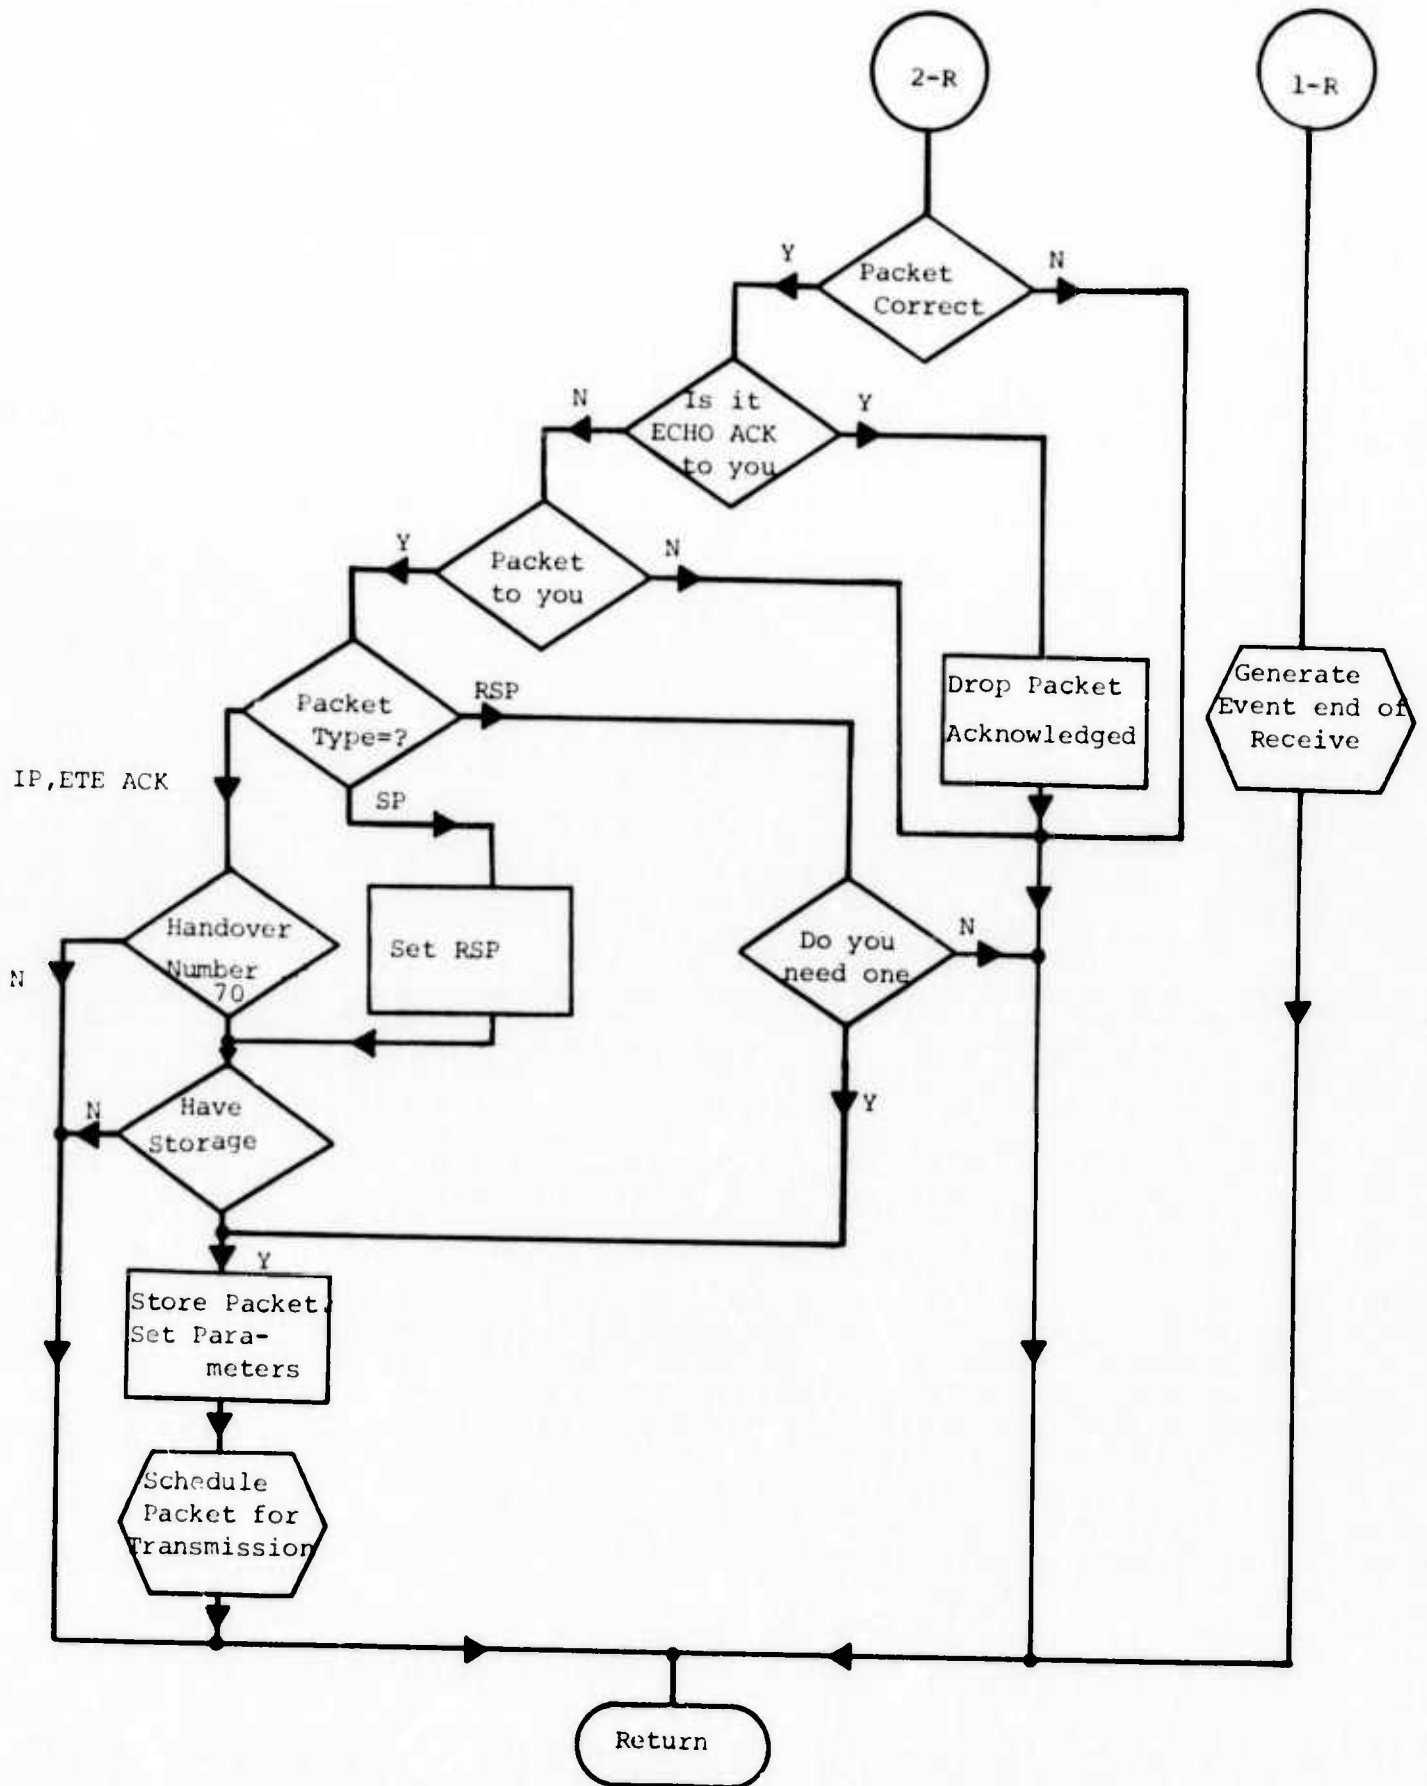 2-R
1-R
Y
Packet
Correct
N
N
Is it
ECHO ACK
to you
Y
Y
Packet
to you
N
Packet
Type=?
RSP
IP,ETE ACK
SP
Drop Packet
Acknowledged
Generate
Event end of
Receive
Handover
Number
70
N
Set RSP
Do you
need one
N
Y
Have
Storage
N
Y
Store Packet,
Set Para-
meters
Schedule
Packet for
Transmission
Return